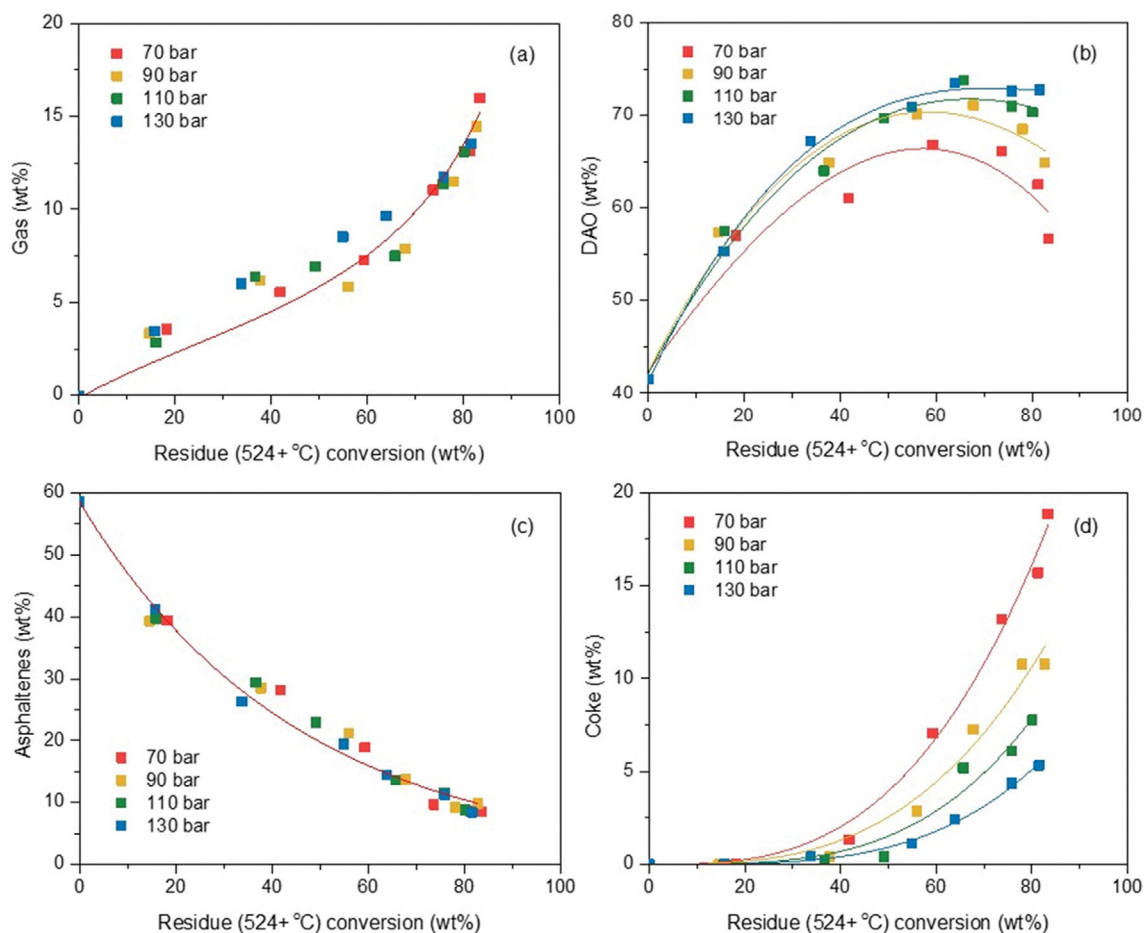 20
15
10
5
0
Gas (wt%)
70 bar
90 bar
110 bar
130 bar
(a)
0
20
40
60
80
100
Residue (524+ °C) conversion (wt%)
80
70
60
50
40
DAO (wt%)
70 bar
90 bar
110 bar
130 bar
(b)
0
20
40
60
80
100
Residue (524+ °C) conversion (wt%)
60
50
40
30
20
10
0
Asphaltenes (wt%)
(c)
70 bar
90 bar
110 bar
130 bar
0
20
40
60
80
100
Residue (524+ °C) conversion (wt%)
20
15
10
5
0
Coke (wt%)
70 bar
90 bar
110 bar
130 bar
(d)
0
20
40
60
80
100
Residue (524+ °C) conversion (wt%)